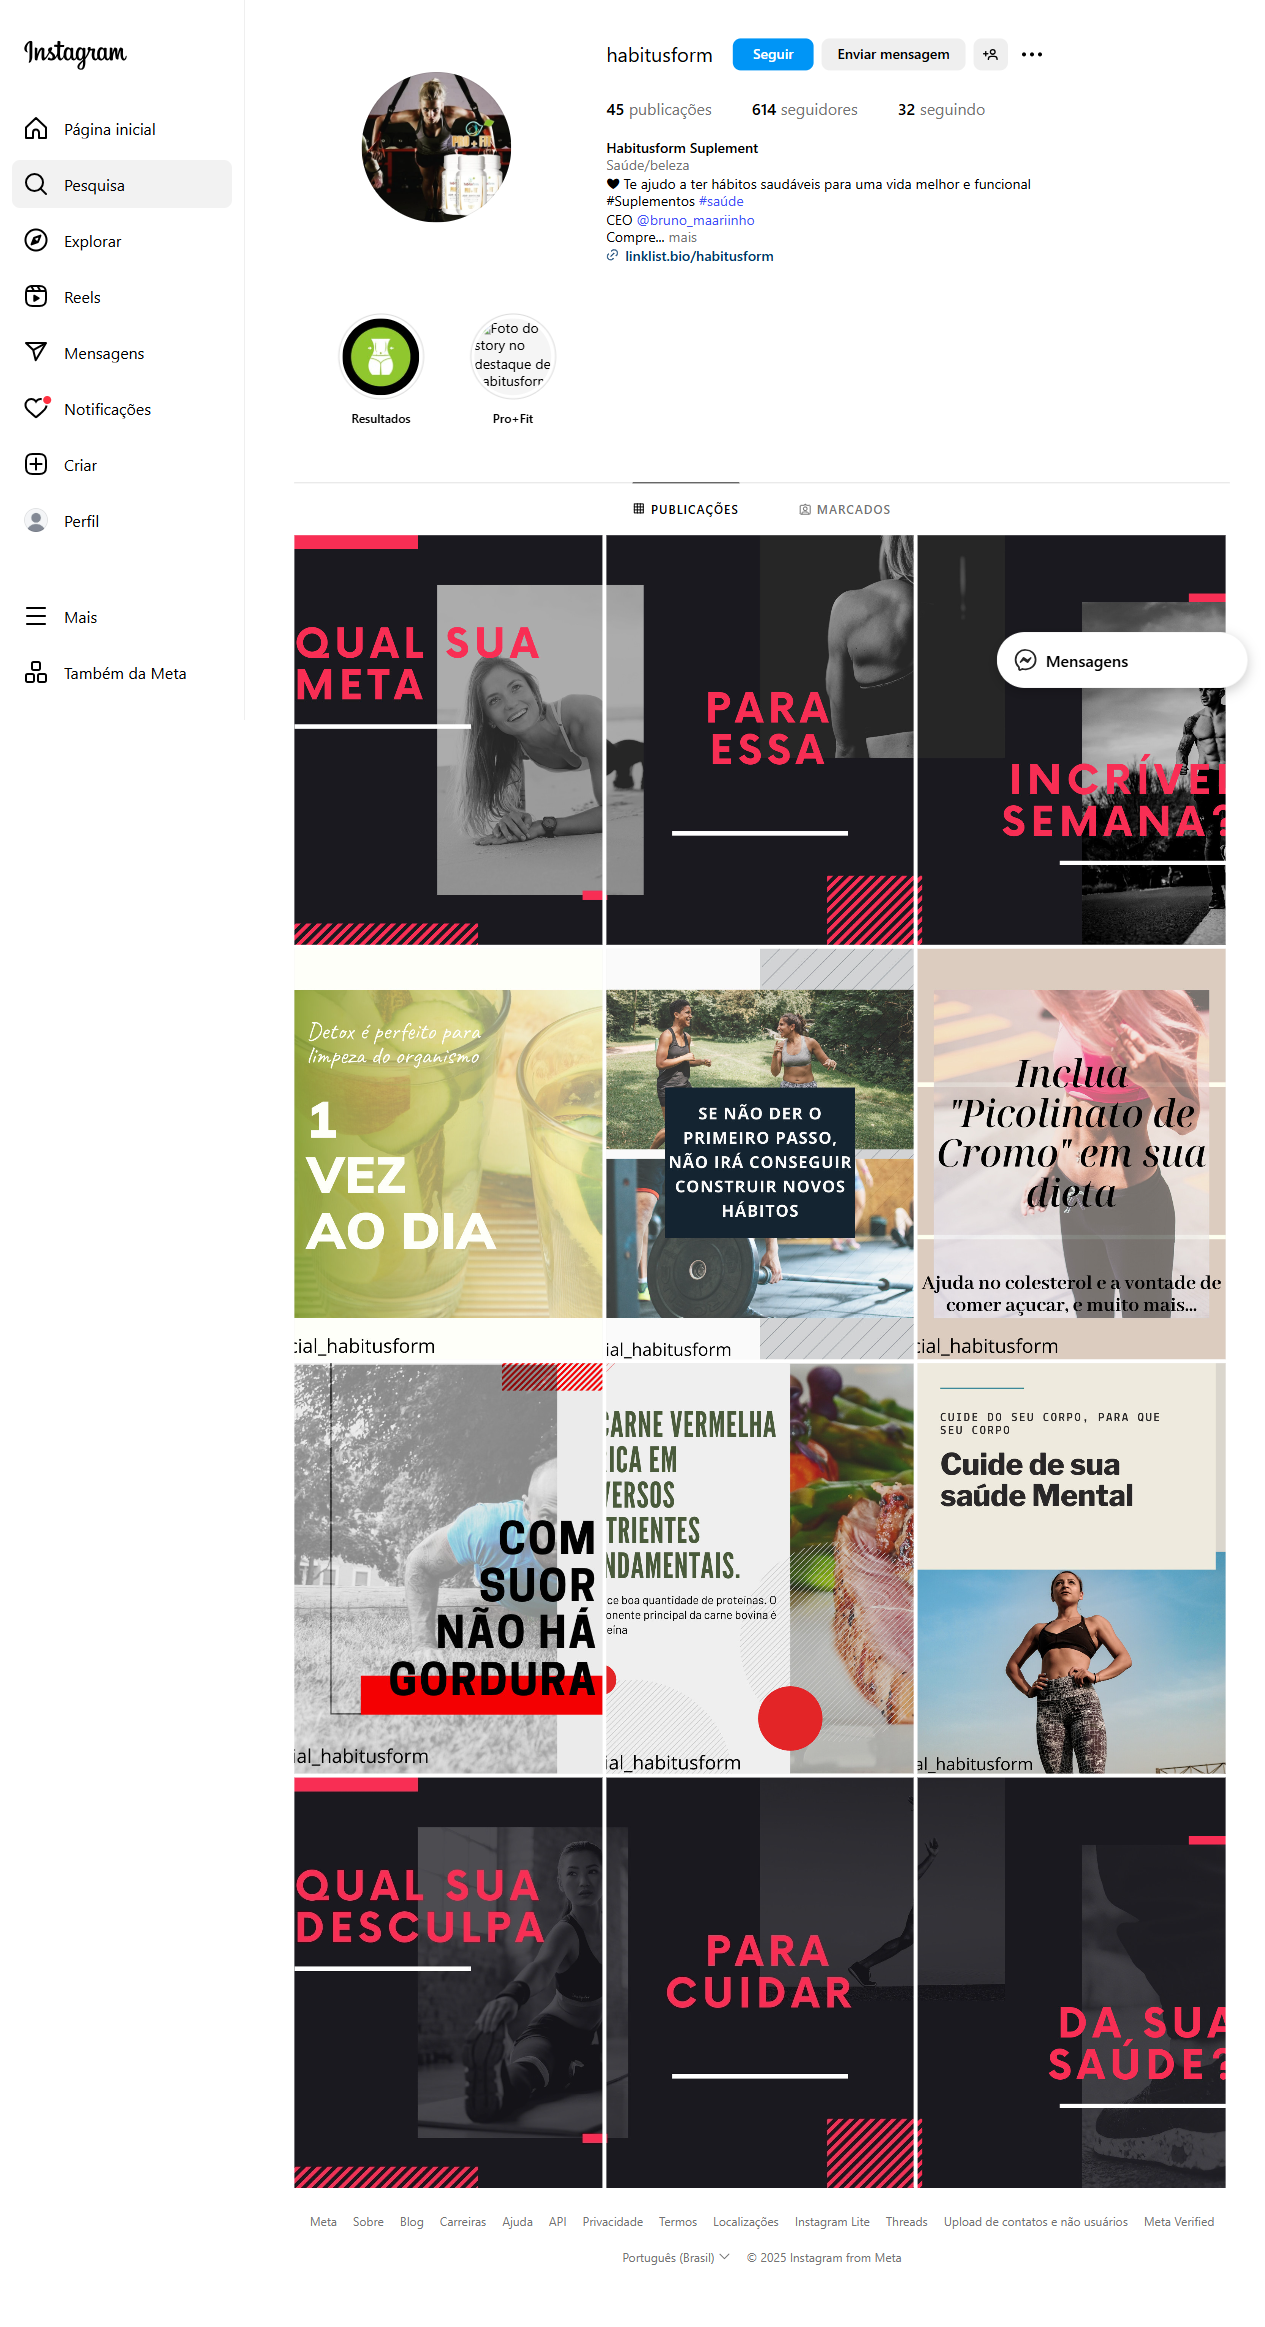 Instagram
Página inicial
Pesquisa
Explorar
Reels
Mensagens
Notificações
Criar
Perfil
Mais
Também da Meta
habitusform
Seguir
Enviar mensagem
45 publicações
614 seguidores
32 seguindo
Habitusform Suplement
Saúde/beleza
🖤 Te ajudo a ter hábitos saudáveis para uma vida melhor e funcional
#Suplementos #saúde
CEO @bruno_maariinho
Compre... mais
linklist.bio/habitusform
Foto do
story no
destaque de
abitusform
Resultados
Pro+Fit
PUBLICAÇÕES
MARCADOS
QUAL SUA
META
PARA
ESSA
Mensagens
INCRÍVEL
SEMANA?
Detox é perfeito para
limpeza do organismo
1
VEZ
AO DIA
cial_habitusform
SE NÃO DER O
PRIMEIRO PASSO,
NÃO IRÁ CONSEGUIR
CONSTRUIR NOVOS
HÁBITOS
ial_habitusform
Inclua
"Picolinato de
Cromo" em sua
dieta
Ajuda no colesterol e a vontade de
comer açucar, e muito mais...
cial_habitusform
COM
SUOR
NÃO HÁ
GORDURA
ial_habitusform
CARNE VERMELHA
ICA EM
VERSOS
TRIENTES
NDAMENTAIS.
ce boa quantidade de proteínas. O
onente principal da carne bovina é
eína
ial_habitusform
CUIDE DO SEU CORPO, PARA QUE
SEU CORPO
Cuide de sua
saúde Mental
al_habitusform
QUAL SUA
DESCULPA
PARA
CUIDAR
DA SUA
SAÚDE?
Meta
Sobre
Blog
Carreiras
Ajuda
API
Privacidade
Termos
Localizações
Instagram Lite
Threads
Upload de contatos e não usuários
Meta Verified
Português (Brasil)
© 2025 Instagram from Meta